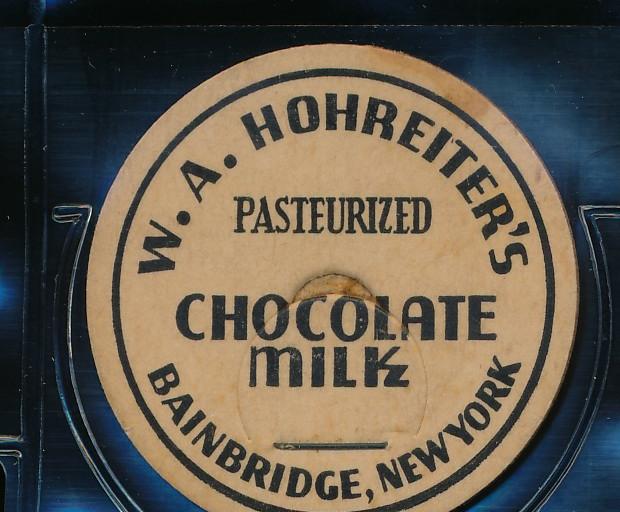 W. A. HOHREITER'S
PASTEURIZED
CHOCOLATE
MILK
BAINBRIDGE, NEW YORK